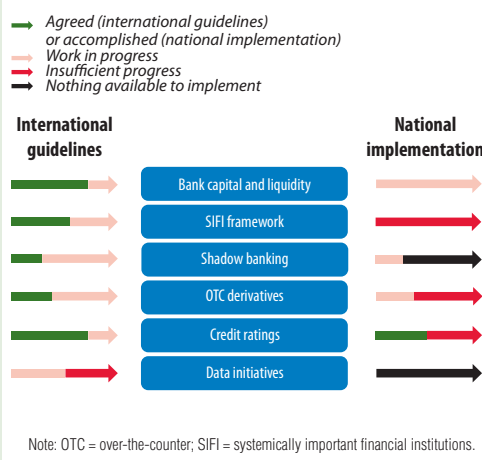 Agreed (international guidelines)
or accomplished (national implementation)
Work in progress
Insufficient progress
Nothing available to implement
International
guidelines
National
implementation
Bank capital and liquidity
SIFI framework
Shadow banking
OTC derivatives
Credit ratings
Data initiatives
Note: OTC = over-the-counter; SIFI = systemically important financial institutions.